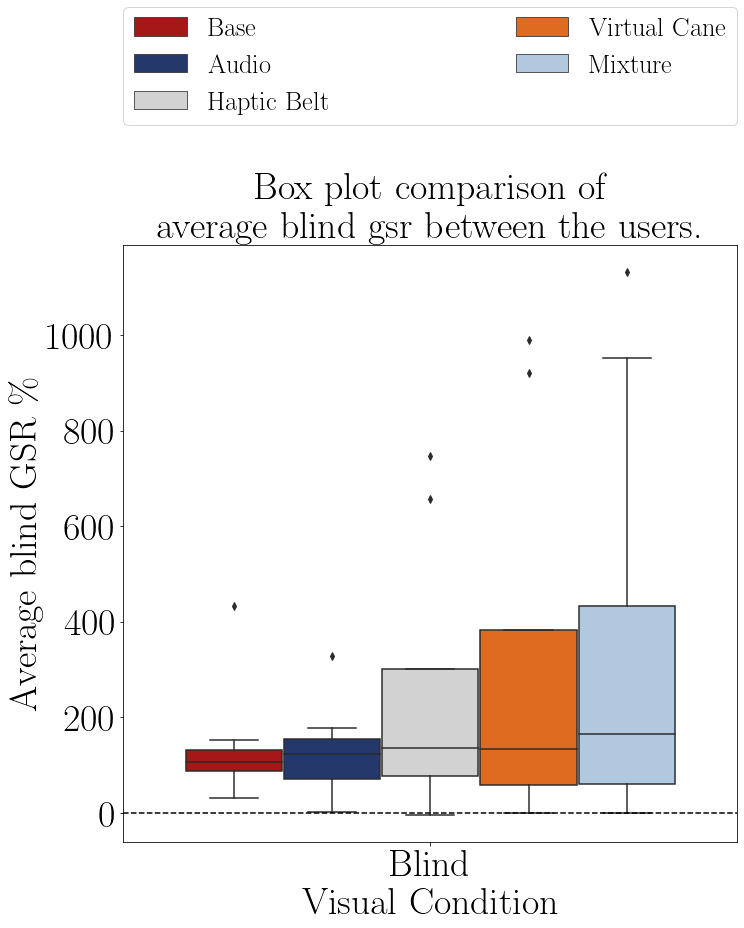 Base
Audio
Haptic Belt
Virtual Cane
Mixture
Box plot comparison of
average blind gsr between the users.
Average blind GSR %
1000
800
600
400
200
0
Blind
Visual Condition